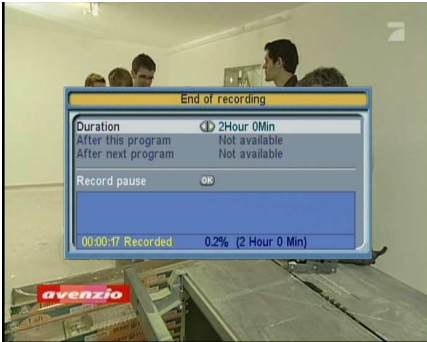 End of recording
Duration 2Hour 0Min
After this program Not available
After next program Not available
Record pause OK
00:00:17 Recorded 0.2% (2 Hour 0 Min)
avenzio